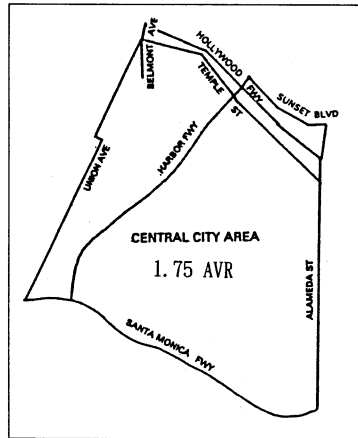 BELMONT AVE
HOLLYWOOD FWY
TEMPLE ST
SUNSET BLVD
UNION AVE
HARBOR FWY
CENTRAL CITY AREA
1.75 AVR
ALAMEDA ST
SANTA MONICA FWY